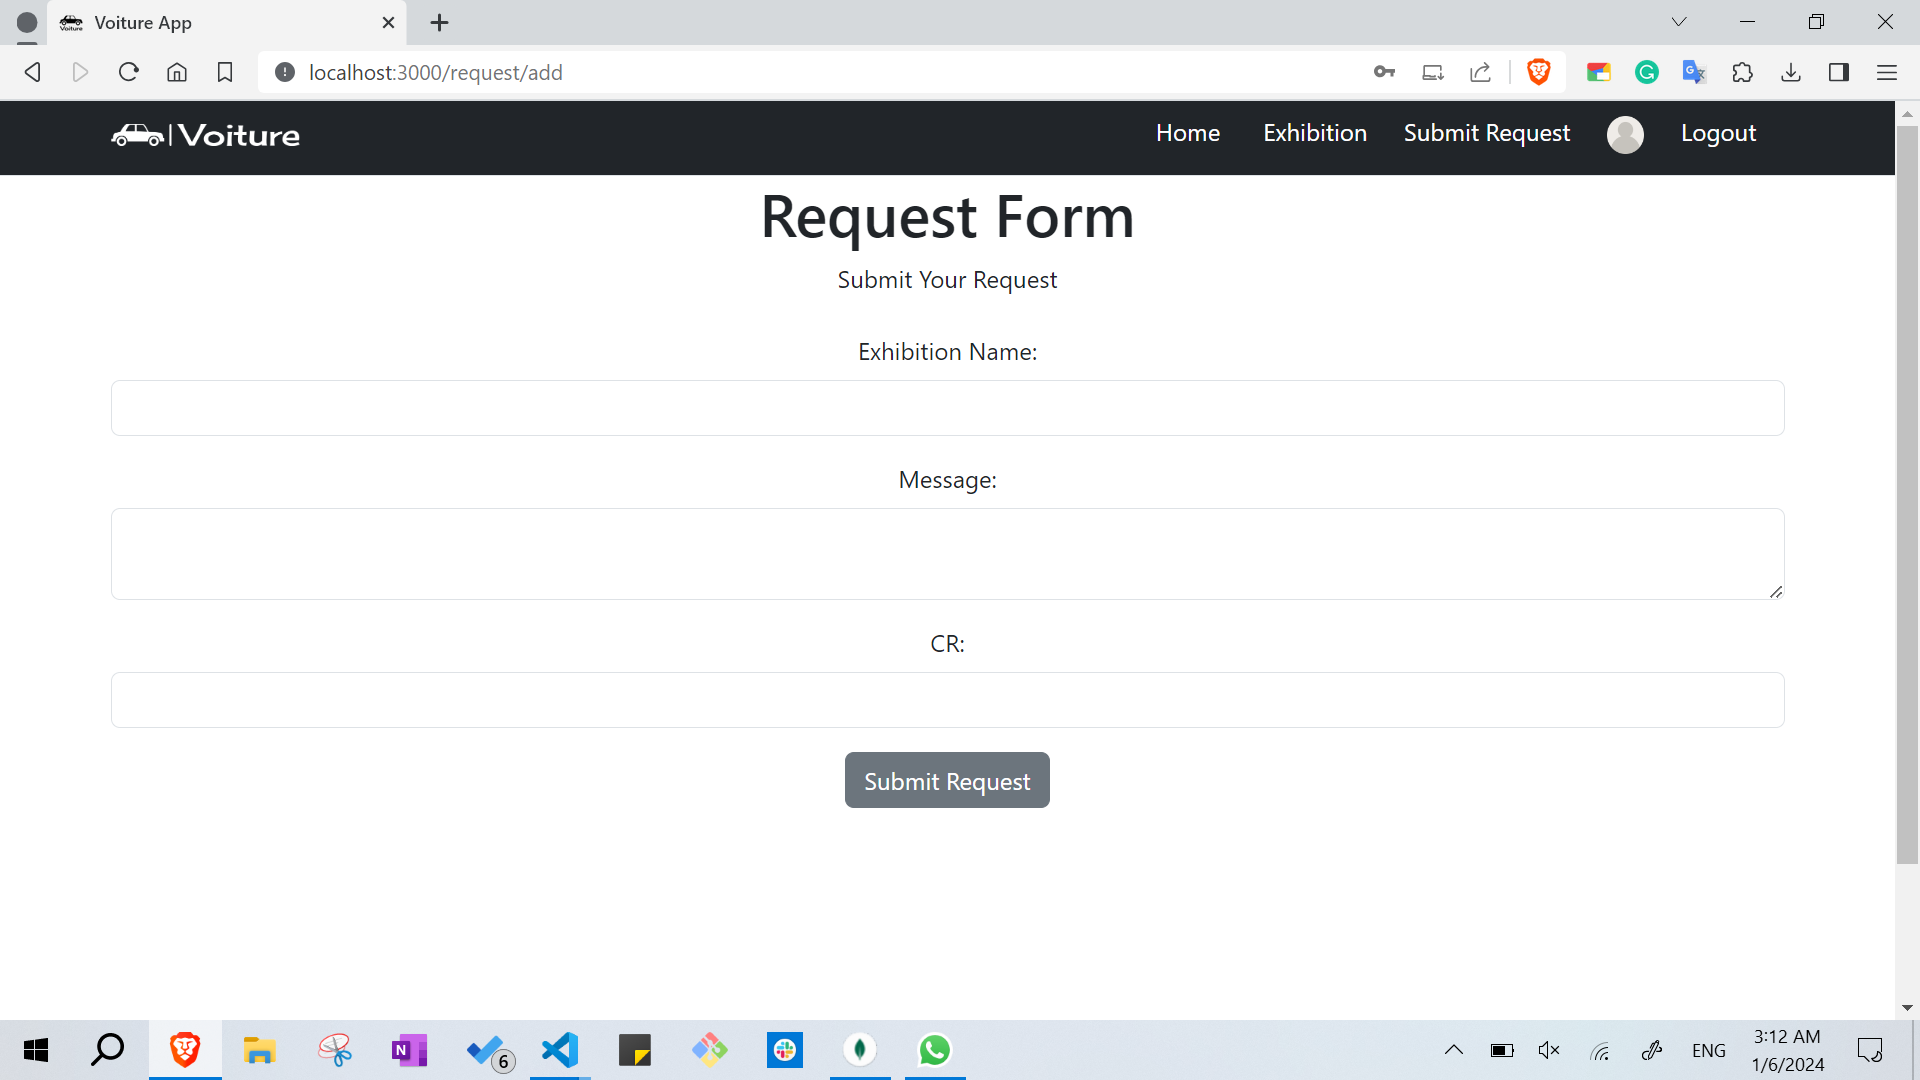 Voiture App
localhost:3000/request/add
Voiture
Home Exhibition Submit Request Logout
Request Form
Submit Your Request
Exhibition Name:
Message:
CR:
Submit Request
6
ENG
3:12 AM
1/6/2024